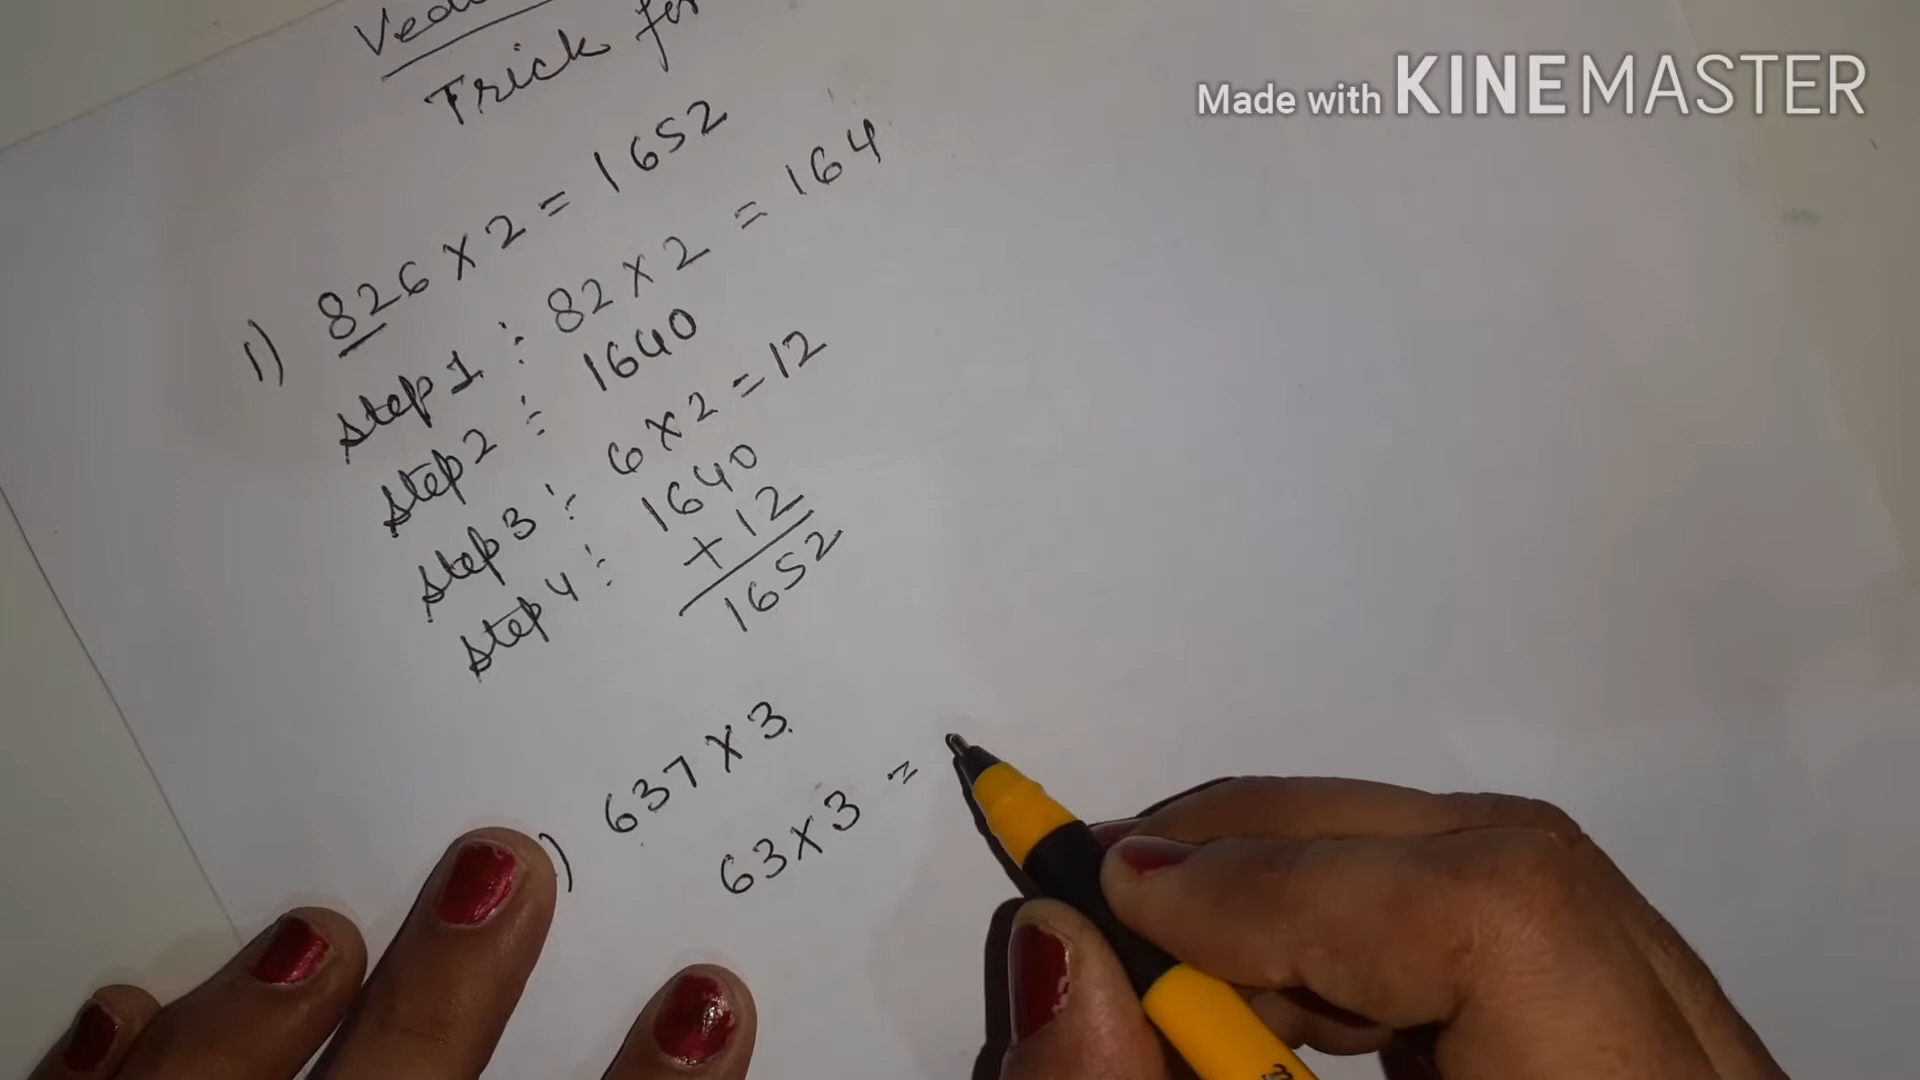 Trick for
Made with KINEMASTER
1) 826 × 2 = 1652
Step 1 : 82 × 2 = 164
Step 2 : 1640
Step 3 : 6 × 2 = 12
Step 4 : 1640
+ 12
1652
) 637 × 3
63 × 3 =